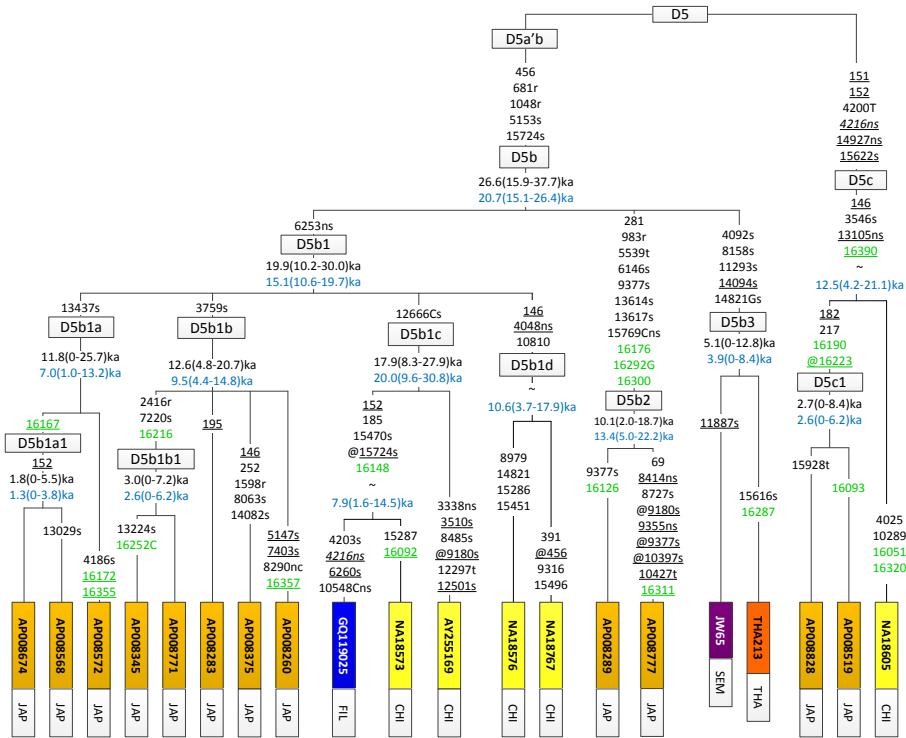 D5
D5a'b
456
681r
1048r
5153s
15724s
D5b
26.6(15.9-37.7)ka
20.7(15.1-26.4)ka
6253ns
D5b1
19.9(10.2-30.0)ka
15.1(10.6-19.7)ka
13437s
D5b1a
11.8(0-25.7)ka
7.0(1.0-13.2)ka
16167
D5b1a1
152
1.8(0-5.5)ka
1.3(0-3.8)ka
13029s
4186s
16172
16355
3759s
D5b1b
12.6(4.8-20.7)ka
9.5(4.4-14.8)ka
2416r
7220s
16216
D5b1b1
3.0(0-7.2)ka
2.6(0-6.2)ka
13224s
16252C
195
146
252
1598r
8063s
14082s
5147s
7403s
8290nc
16357
12666Cs
D5b1c
17.9(8.3-27.9)ka
20.0(9.6-30.8)ka
152
185
15470s
@15724s
16148
~
7.9(1.6-14.5)ka
4203s
4216ns
6260s
10548Cns
15287
16092
3338ns
3510s
8485s
@9180s
12297t
12501s
146
4048ns
10810
D5b1d
~
10.6(3.7-17.9)ka
8979
14821
15286
15451
391
@456
9316
15496
281
983r
5539t
6146s
9377s
13614s
13617s
15769Cns
16176
16292G
16300
D5b2
10.1(2.0-18.7)ka
13.4(5.0-22.2)ka
9377s
16126
69
8414ns
8727s
@9180s
9355ns
@9377s
@10397s
10427t
16311
4092s
8158s
11293s
14094s
14821Gs
D5b3
5.1(0-12.8)ka
3.9(0-8.4)ka
11887s
15616s
16287
151
152
4200T
4216ns
14927ns
15622s
D5c
146
3546s
13105ns
16390
~
12.5(4.2-21.1)ka
182
217
16190
@16223
D5c1
2.7(0-8.4)ka
2.6(0-6.2)ka
15928t
16093
4025
10289
16051
16320
AP008674
AP008568
AP008572
AP008345
AP008771
AP008283
AP008375
AP008260
GQ119025
NA18573
AY255169
NA18576
NA18767
AP008289
AP008777
JW65
THA213
AP008828
AP008519
NA18605
JAP
JAP
JAP
JAP
JAP
JAP
JAP
JAP
FIL
CHI
CHI
CHI
CHI
JAP
JAP
SEM
THA
JAP
JAP
CHI